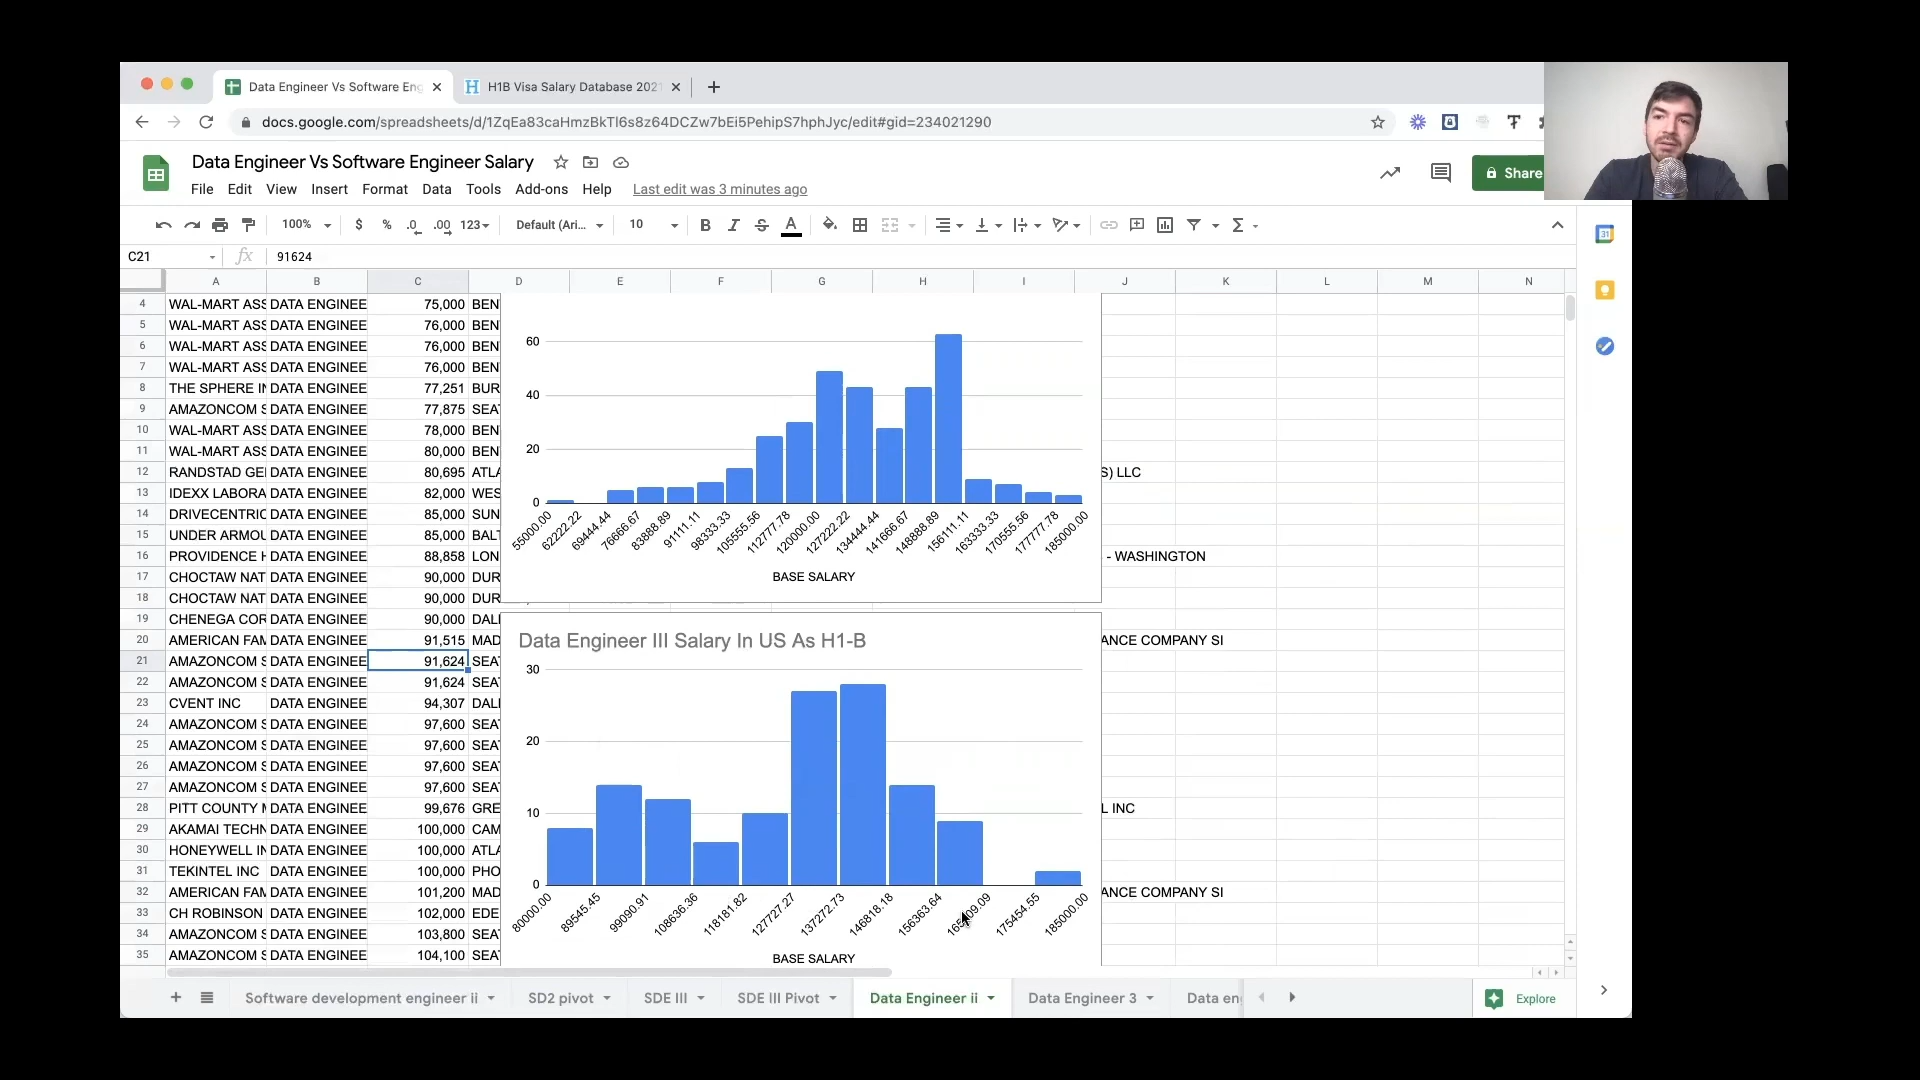 Data Engineer Vs Software Eng
H1B Visa Salary Database 2021
docs.google.com/spreadsheets/d/1ZqEa83caHmzBkTl6s8z64DCZw7bEi5PehipS7hphJyc/edit#gid=234021290
Data Engineer Vs Software Engineer Salary
File Edit View Insert Format Data Tools Add-ons Help Last edit was 3 minutes ago
Share
100% $ % .0 .00 123 Default (Ari... 10 B I S A
C21 fx 91624
A B C D E F G H I J K L M N
4 WAL-MART ASS DATA ENGINEE 75,000 BEN
5 WAL-MART ASS DATA ENGINEE 76,000 BEN
6 WAL-MART ASS DATA ENGINEE 76,000 BEN
7 WAL-MART ASS DATA ENGINEE 76,000 BEN
8 THE SPHERE IN DATA ENGINEE 77,251 BUR
9 AMAZONCOM S DATA ENGINEE 77,875 SEA
10 WAL-MART ASS DATA ENGINEE 78,000 BEN
11 WAL-MART ASS DATA ENGINEE 80,000 BEN
12 RANDSTAD GE DATA ENGINEE 80,695 ATLA S) LLC
13 IDEXX LABORA DATA ENGINEE 82,000 WES
14 DRIVECENTRIC DATA ENGINEE 85,000 SUN
15 UNDER ARMOU DATA ENGINEE 85,000 BAL
16 PROVIDENCE H DATA ENGINEE 88,858 LON - WASHINGTON
17 CHOCTAW NAT DATA ENGINEE 90,000 DUR
18 CHOCTAW NAT DATA ENGINEE 90,000 DUR
19 CHENEGA COR DATA ENGINEE 90,000 DALL
20 AMERICAN FAM DATA ENGINEE 91,515 MAD ANCE COMPANY SI
21 AMAZONCOM S DATA ENGINEE 91,624 SEA
22 AMAZONCOM S DATA ENGINEE 91,624 SEA
23 CVENT INC DATA ENGINEE 94,307 DALL
24 AMAZONCOM S DATA ENGINEE 97,600 SEA
25 AMAZONCOM S DATA ENGINEE 97,600 SEA
26 AMAZONCOM S DATA ENGINEE 97,600 SEA
27 AMAZONCOM S DATA ENGINEE 97,600 SEA
28 PITT COUNTY M DATA ENGINEE 99,676 GRE L INC
29 AKAMAI TECHN DATA ENGINEE 100,000 CAM
30 HONEYWELL IN DATA ENGINEE 100,000 ATLA
31 TEKINTEL INC DATA ENGINEE 100,000 PHO
32 AMERICAN FAM DATA ENGINEE 101,200 MAD ANCE COMPANY SI
33 CH ROBINSON DATA ENGINEE 102,000 EDE
34 AMAZONCOM S DATA ENGINEE 103,800 SEA
35 AMAZONCOM S DATA ENGINEE 104,100 SEA
60
40
20
0
55000.00 62222.22 69444.44 76666.67 83888.89 91111.11 98333.33 105555.56 112777.78 120000.00 127222.22 134444.44 141666.67 148888.89 156111.11 163333.33 170555.56 177777.78 185000.00
BASE SALARY
Data Engineer III Salary In US As H1-B
30
20
10
0
80000.00 89545.45 99090.91 108636.36 118181.82 127727.27 137272.73 146818.18 156363.64 175454.55 185000.00
BASE SALARY
Software development engineer ii SD2 pivot SDE III SDE III Pivot Data Engineer ii Data Engineer 3 Data en
Explore